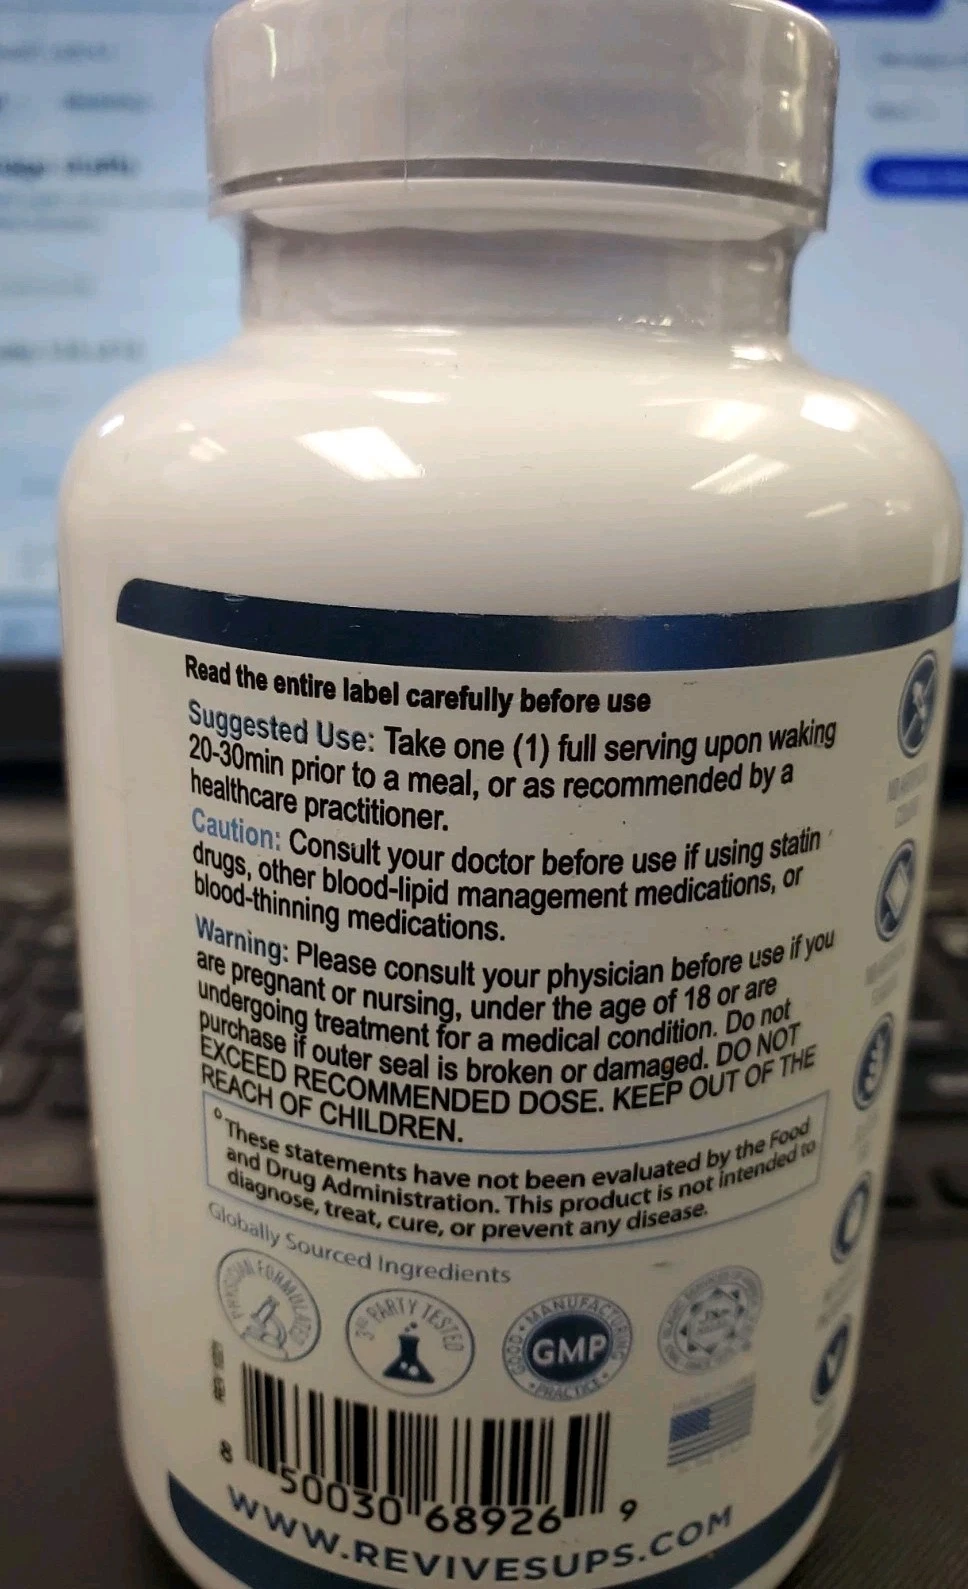 Read the entire label carefully before use
Suggested Use: Take one (1) full serving upon waking
20-30min prior to a meal, or as recommended by a
healthcare practitioner.
Caution: Consult your doctor before use if using statin
drugs, other blood-lipid management medications, or
blood-thinning medications.
Warning: Please consult your physician before use if you
are pregnant or nursing, under the age of 18 or are
undergoing treatment for a medical condition. Do not
purchase if outer seal is broken or damaged. DO NOT
EXCEED RECOMMENDED DOSE. KEEP OUT OF THE
REACH OF CHILDREN.
°These statements have not been evaluated by the Food
and Drug Administration. This product is not intended to
diagnose, treat, cure, or prevent any disease.
Globally Sourced Ingredients
PHYSICIAN FORMULATED
3RD PARTY TESTED
GOOD • MANUFACTURING
GMP
• PRACTICE •
8 50030 68926 9
WWW.REVIVESUPS.COM